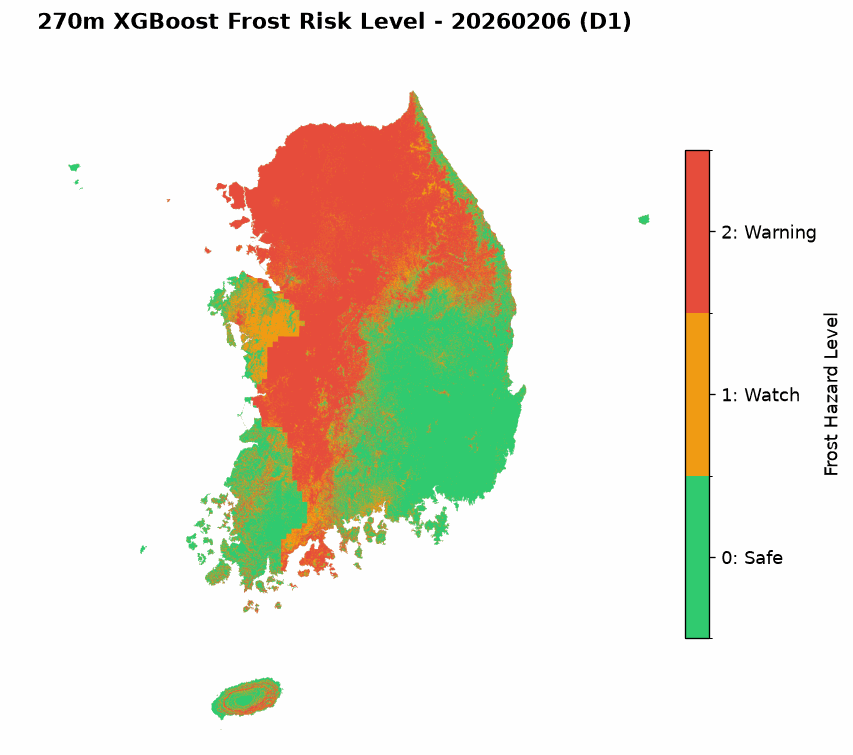 270m XGBoost Frost Risk Level - 20260206 (D1)
2: Warning
1: Watch
0: Safe
Frost Hazard Level